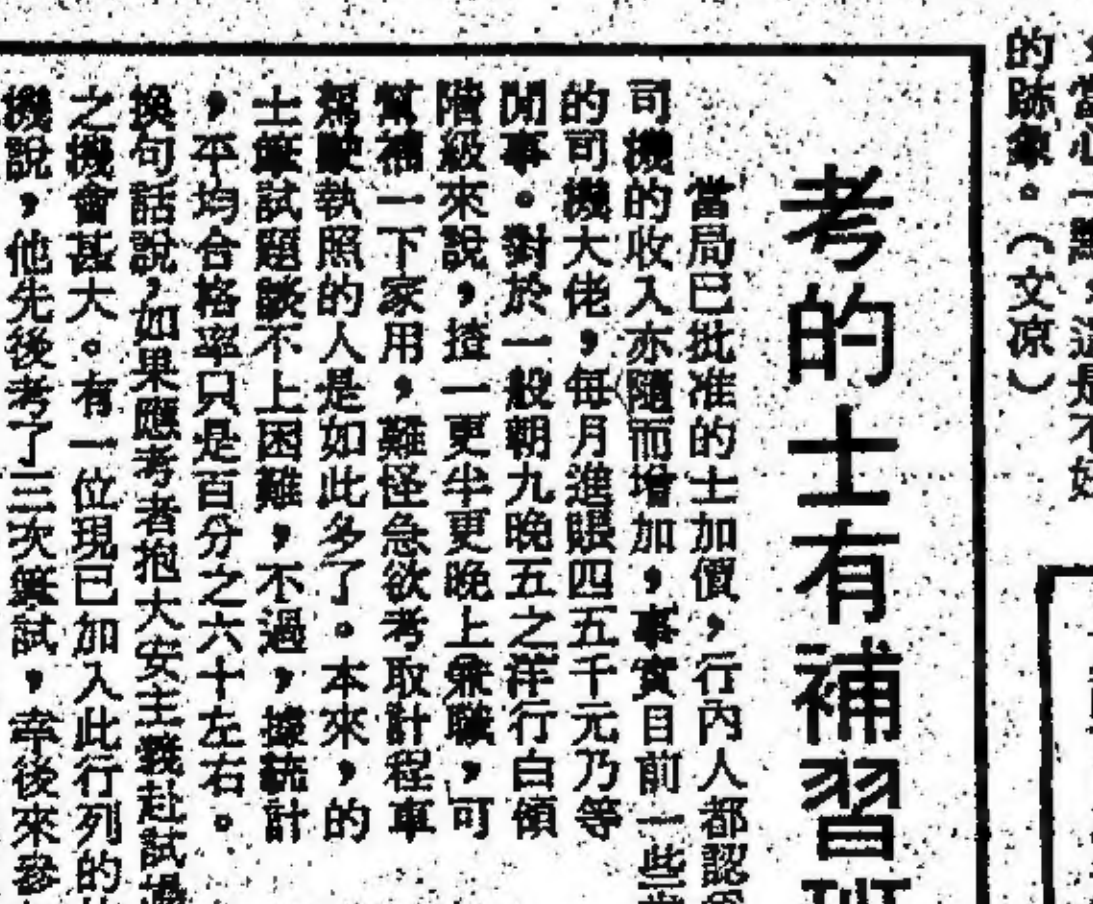 當心一點，這是不好
的跡象。（文凉）
考的士有補習班
當局已批准的士加價，行內人都認
司機的收入亦隨而增加，事實目前一些
的司機大佬，每月進賬四五千元乃等
閒事。對於一般朝九晚五之洋行白領
階級來說，揸一更半更晚上兼職，可
幫補一下家用，難怪急欲考取計程車
駕駛執照的人是如此多了。本來，的
士筆試題談不上困難，不過，據統計
，平均合格率只是百分之六十左右。
換句話說，如果應考者抱大安主義赴試
之機會甚大。有一位現已加入此行列的
機說，他先後考了三次筆試，幸後來參